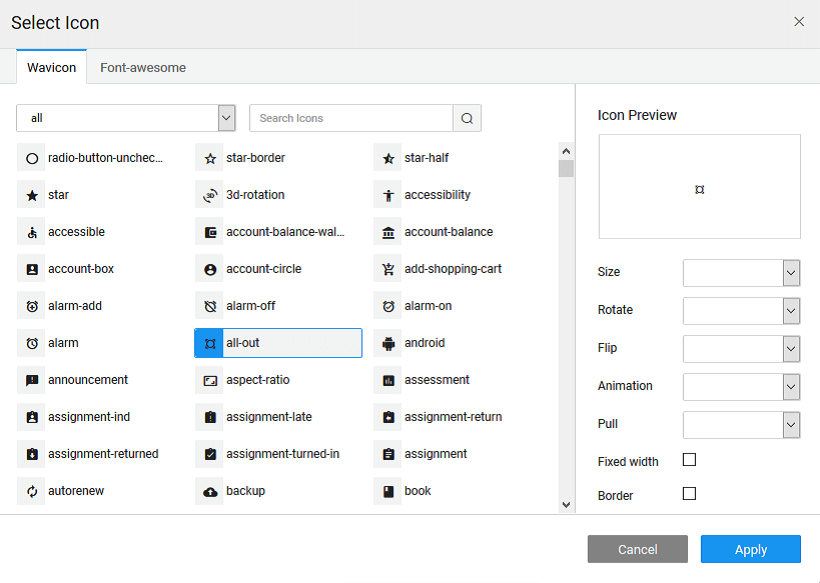 Select Icon
Wavicon Font-awesome
all Search Icons
radio-button-unchec... star-border star-half
star 3d-rotation accessibility
accessible account-balance-wal... account-balance
account-box account-circle add-shopping-cart
alarm-add alarm-off alarm-on
alarm all-out android
announcement aspect-ratio assessment
assignment-ind assignment-late assignment-return
assignment-returned assignment-turned-in assignment
autorenew backup book
Icon Preview
Size
Rotate
Flip
Animation
Pull
Fixed width
Border
Cancel Apply